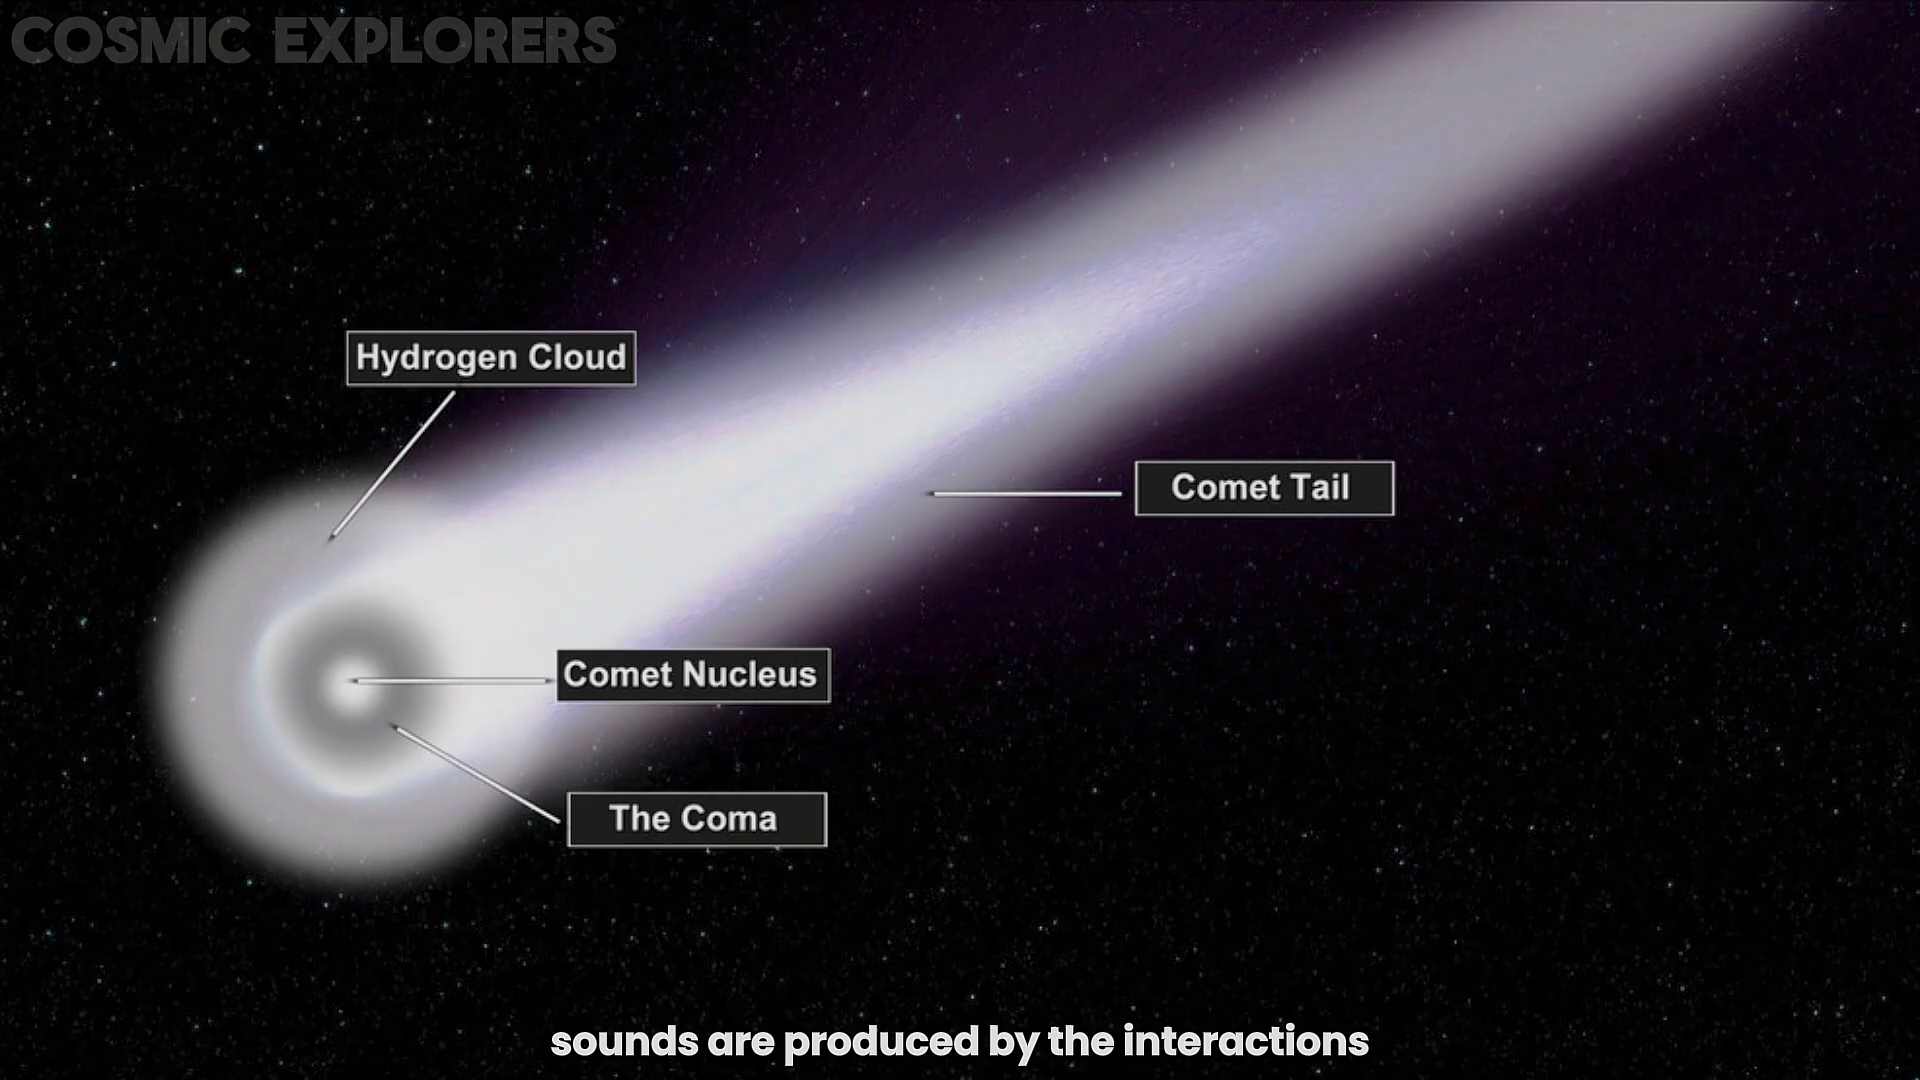 COSMIC EXPLORERS
Hydrogen Cloud
Comet Tail
Comet Nucleus
The Coma
sounds are produced by the interactions